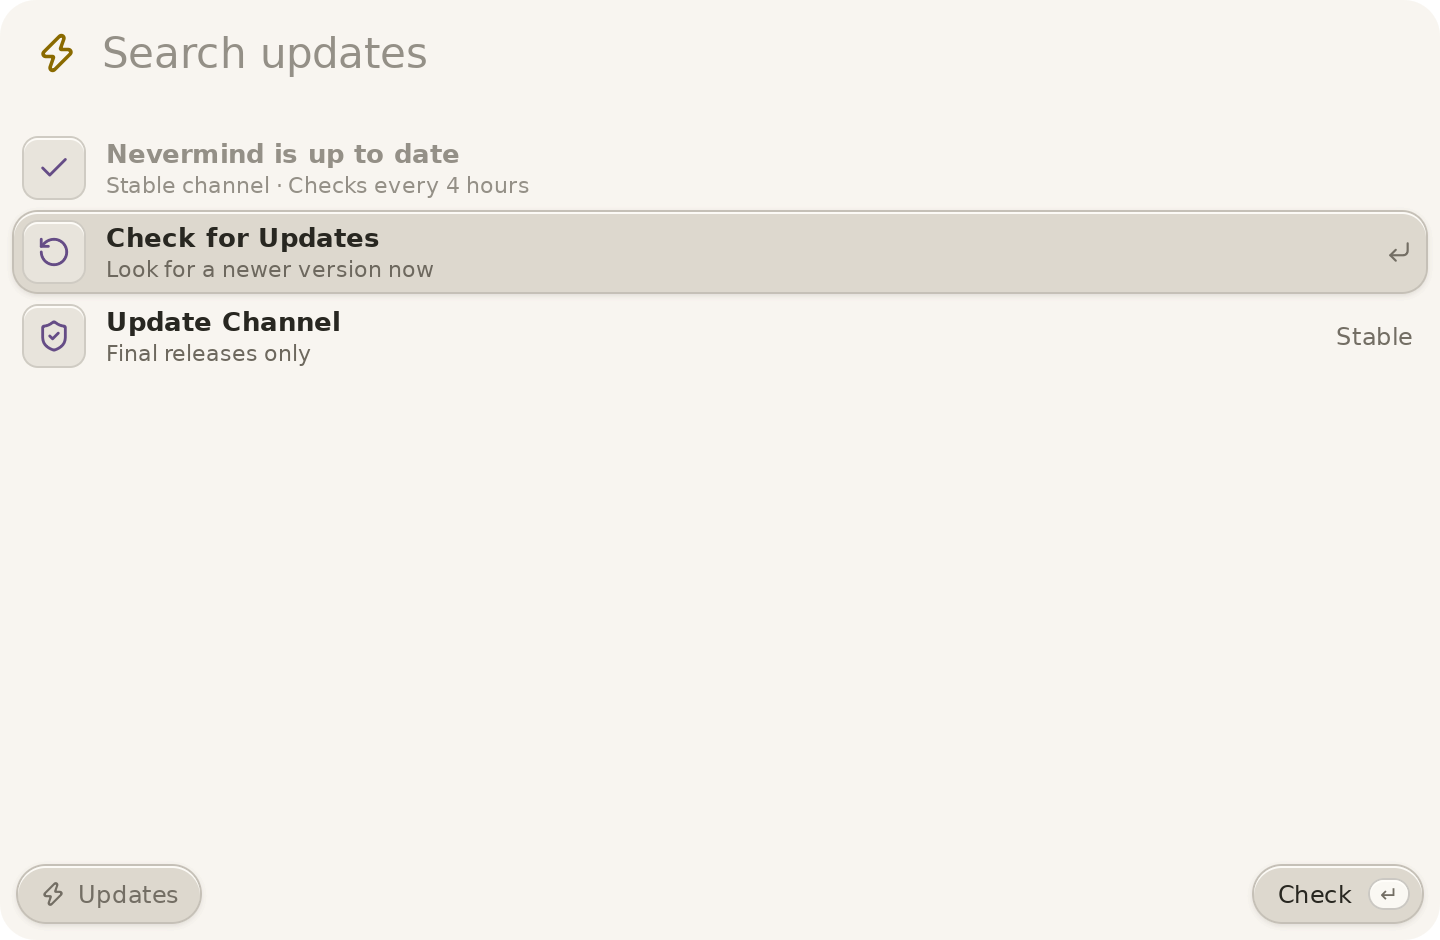 Search updates
Nevermind is up to date
Stable channel · Checks every 4 hours
Check for Updates
Look for a newer version now
Update Channel
Final releases only
Stable
Updates
Check